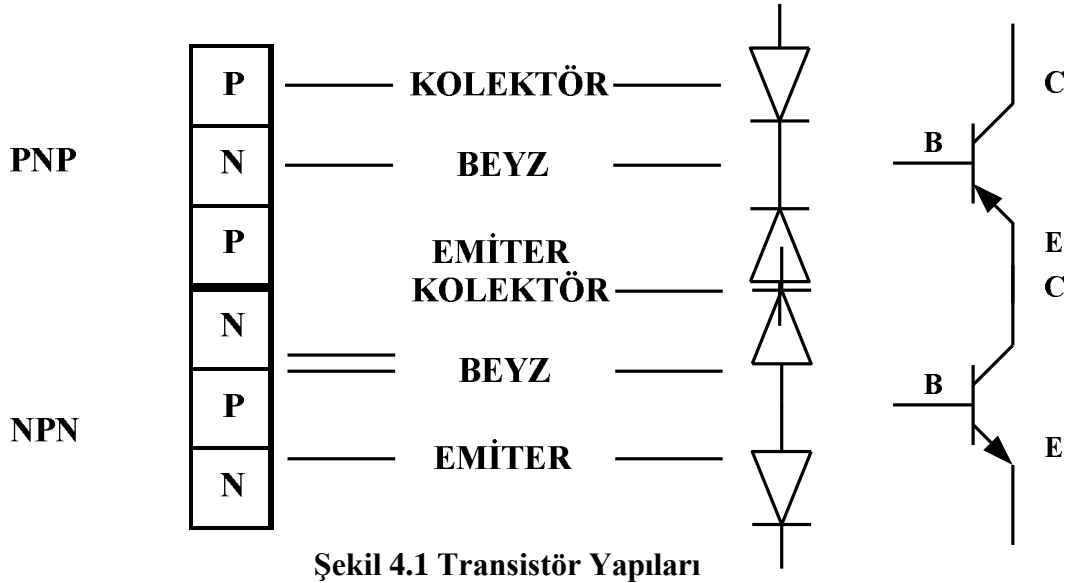 P KOLEKTÖR C
PNP N BEYZ B
P EMİTER E
KOLEKTÖR C
N
BEYZ B
NPN P
EMİTER E
N
Şekil 4.1 Transistör Yapıları